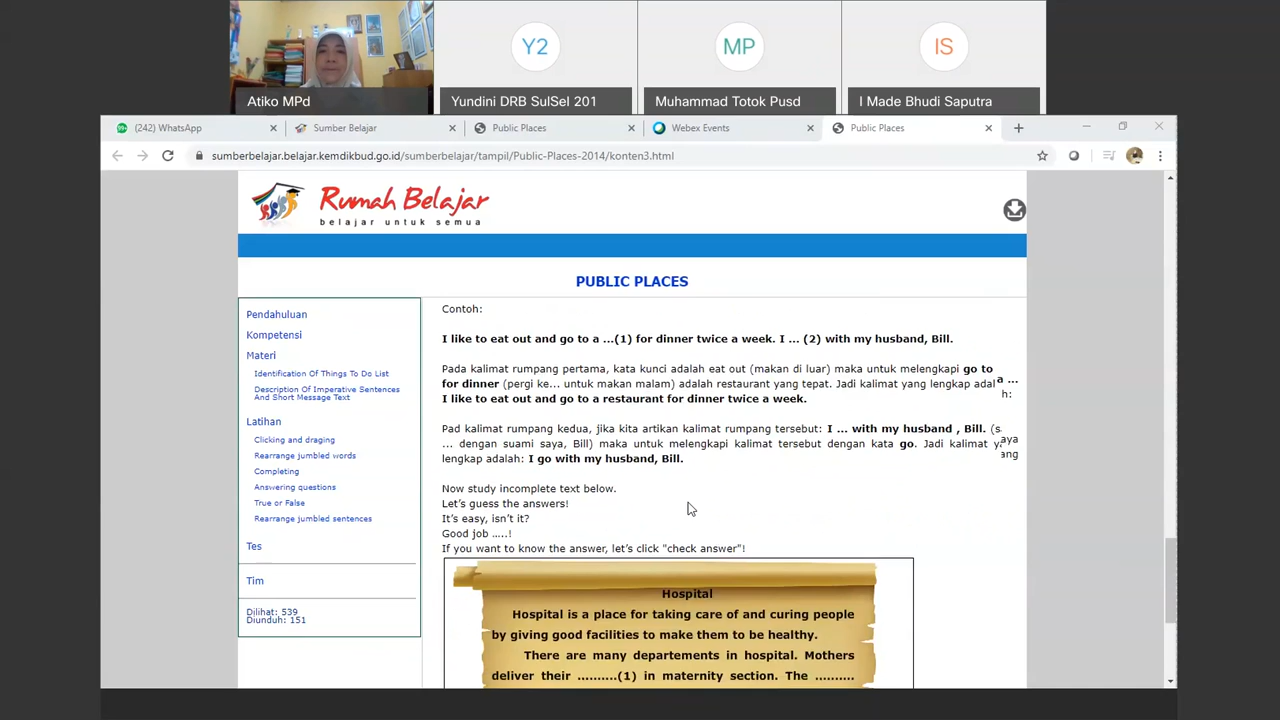 Y2
MP
IS
Atiko MPd
Yundini DRB SulSel 201
Muhammad Totok Pusd
I Made Bhudi Saputra
99+
(242) WhatsApp
Sumber Belajar
Public Places
Webex Events
Public Places
sumberbelajar.belajar.kemdikbud.go.id/sumberbelajar/tampil/Public-Places-2014/konten3.html
Rumah Belajar
belajar untuk semua
PUBLIC PLACES
Pendahuluan
Kompetensi
Materi
Identification Of Things To Do List
Description Of Imperative Sentences
And Short Message Text
Latihan
Clicking and draging
Rearrange jumbled words
Completing
Answering questions
True or False
Rearrange jumbled sentences
Tes
Tim
Dilihat: 539
Diunduh: 151
Contoh:
I like to eat out and go to a ...(1) for dinner twice a week. I ... (2) with my husband, Bill.
Pada kalimat rumpang pertama, kata kunci adalah eat out (makan di luar) maka untuk melengkapi go to a ...
for dinner (pergi ke... untuk makan malam) adalah restaurant yang tepat. Jadi kalimat yang lengkap adalh:
I like to eat out and go to a restaurant for dinner twice a week.
Pad kalimat rumpang kedua, jika kita artikan kalimat rumpang tersebut: I ... with my husband , Bill. (saya
... dengan suami saya, Bill) maka untuk melengkapi kalimat tersebut dengan kata go. Jadi kalimat yang
lengkap adalah: I go with my husband, Bill.
Now study incomplete text below.
Let's guess the answers!
It's easy, isn't it?
Good job .....!
If you want to know the answer, let's click "check answer"!
Hospital
Hospital is a place for taking care of and curing people
by giving good facilities to make them to be healthy.
There are many departements in hospital. Mothers
deliver their ..........(1) in maternity section. The ..........